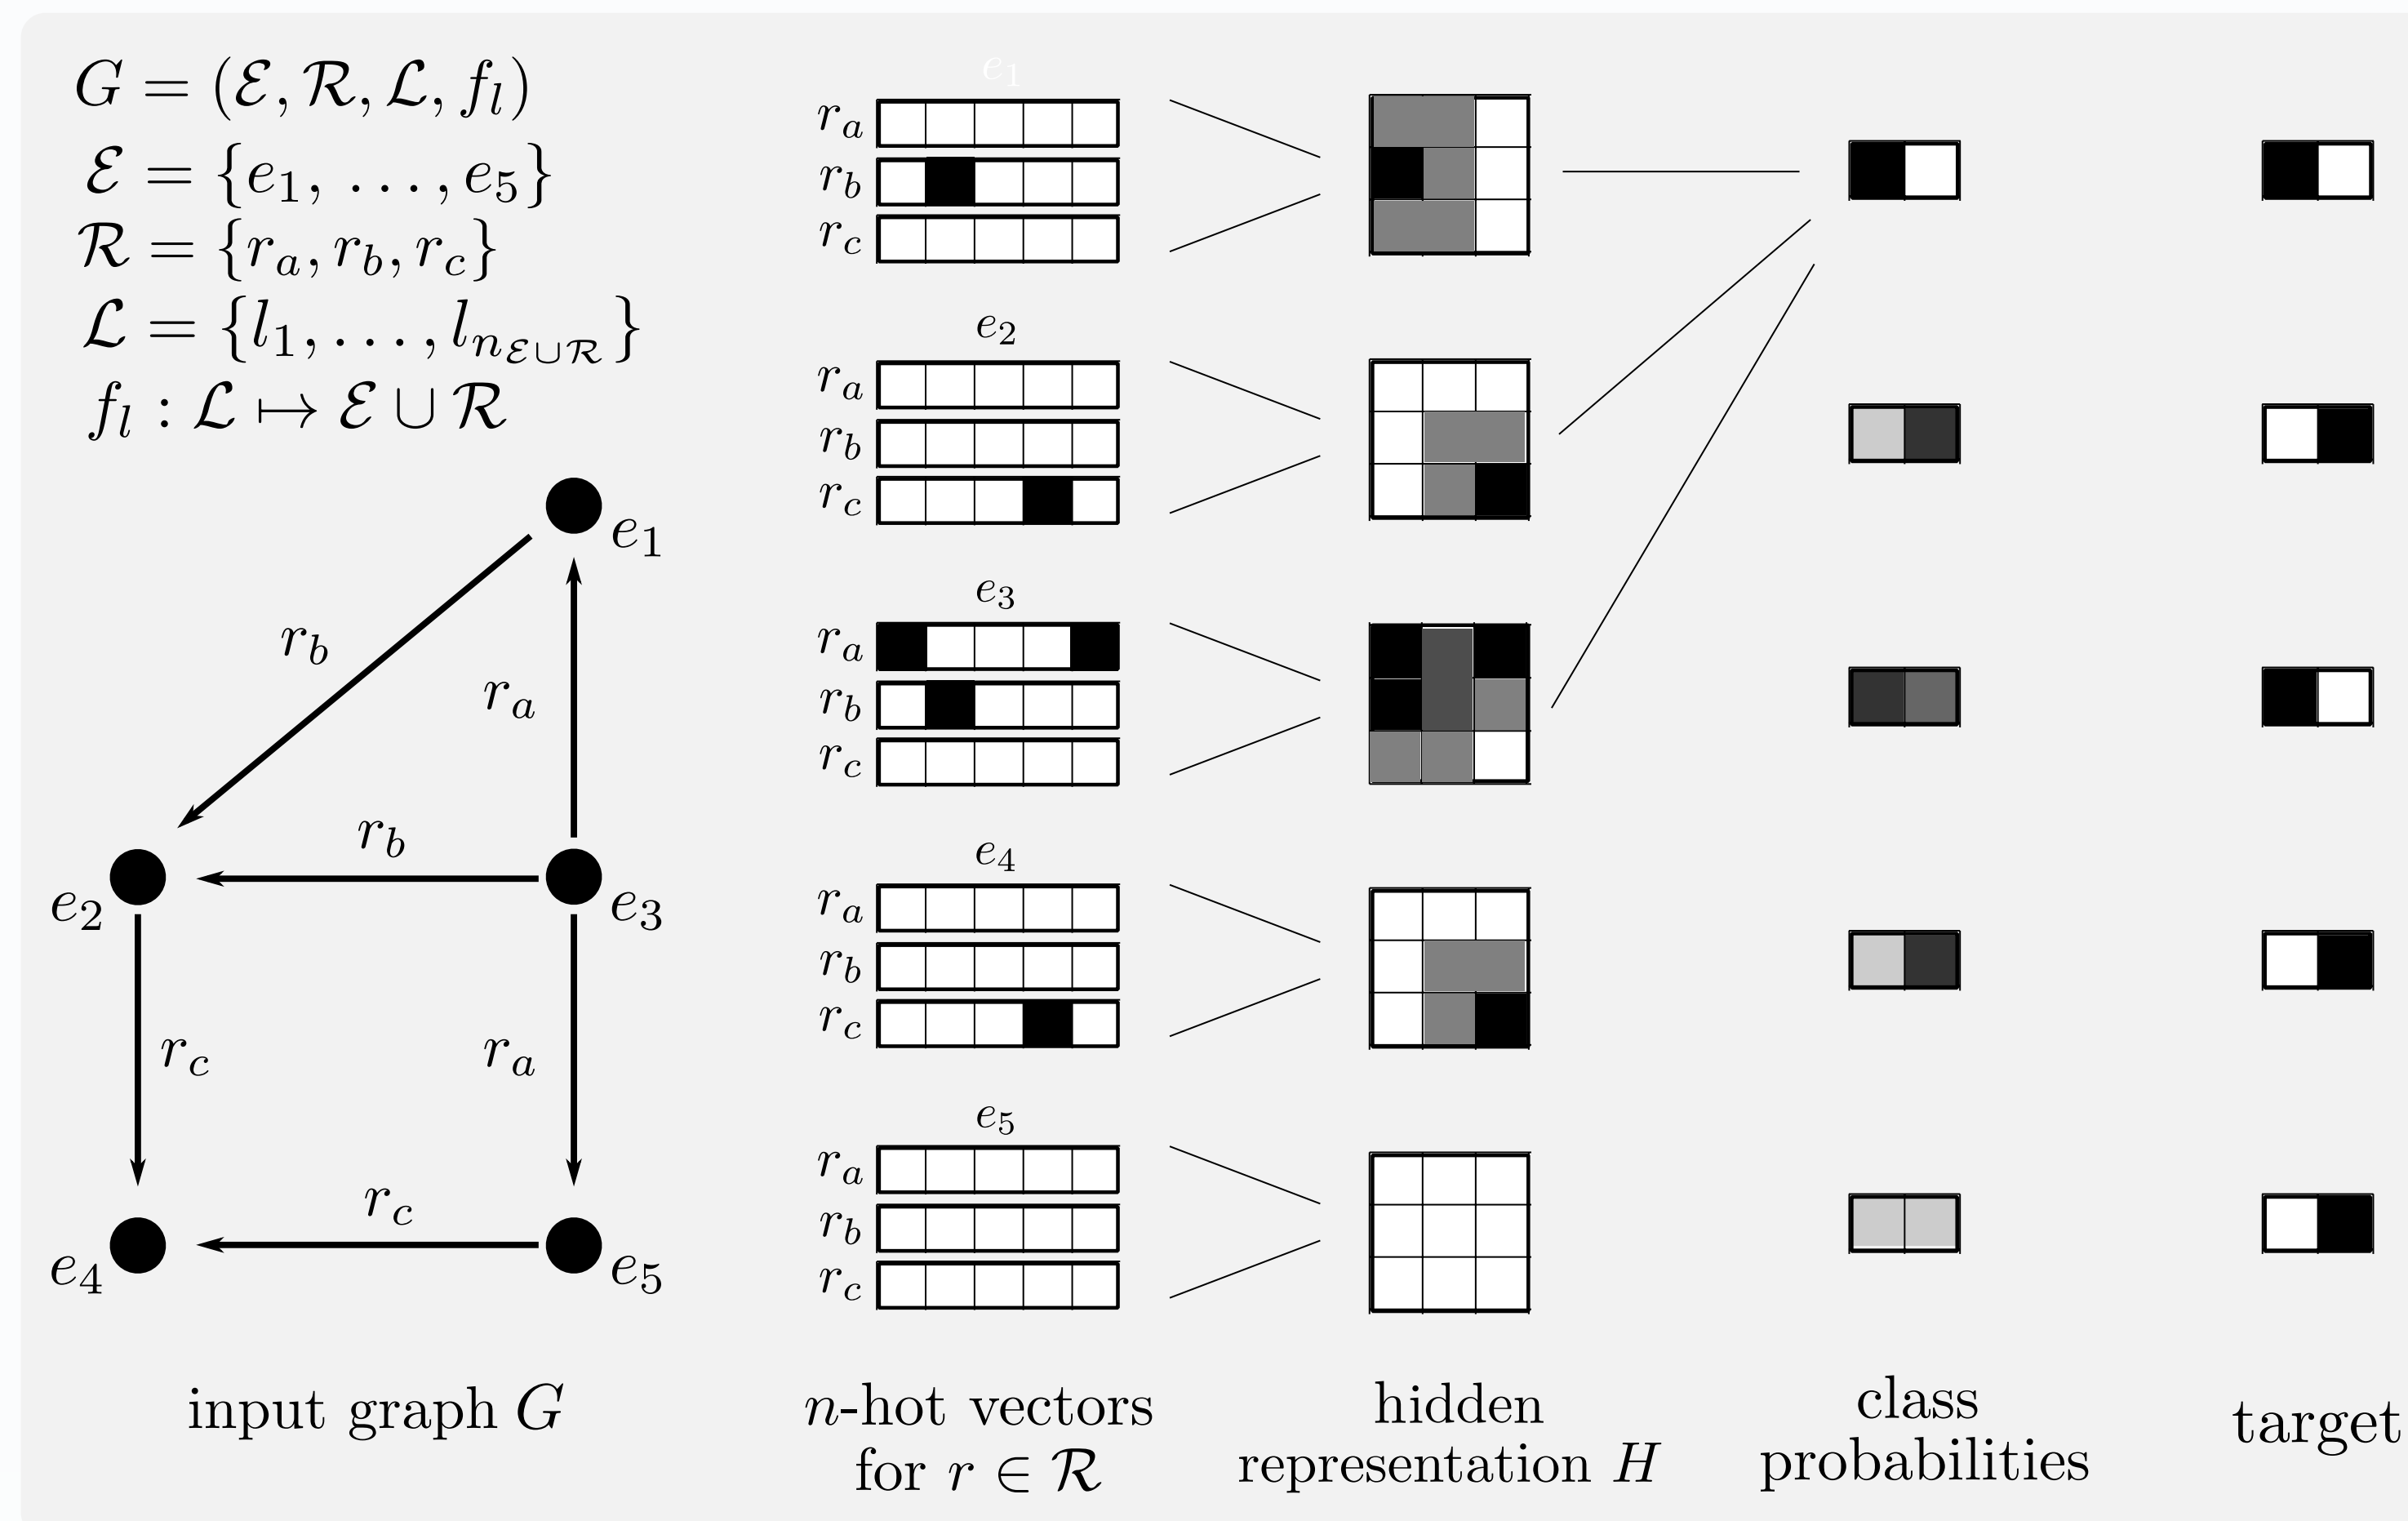 G = (ℰ, ℛ, ℒ, f_l)
ℰ = {e_1, ..., e_5}
ℛ = {r_a, r_b, r_c}
ℒ = {l_1, ..., l_{n_{ℰ∪ℛ}}}
f_l : ℒ ↦ ℰ ∪ ℛ
e_1
r_b
r_a
r_b
e_2
e_3
r_c
r_a
r_c
e_4
e_5
input graph G
e_1
r_a
r_b
r_c
e_2
r_a
r_b
r_c
e_3
r_a
r_b
r_c
e_4
r_a
r_b
r_c
e_5
r_a
r_b
r_c
n-hot vectors
for r ∈ ℛ
hidden
representation H
class
probabilities
target